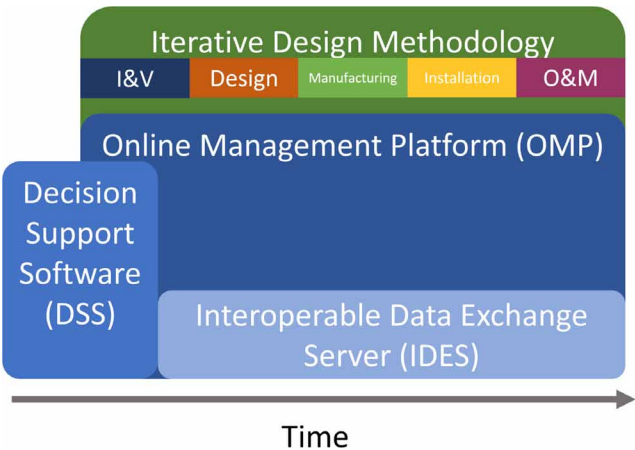 Iterative Design Methodology
I&V Design Manufacturing Installation O&M
Online Management Platform (OMP)
Decision
Support
Software
(DSS)
Interoperable Data Exchange
Server (IDES)
Time